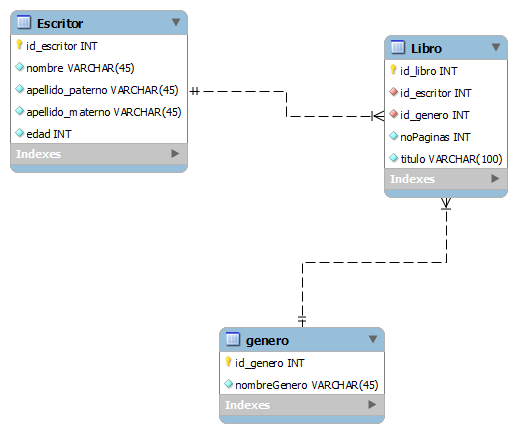 Escritor
id_escritor INT
nombre VARCHAR(45)
apellido_paterno VARCHAR(45)
apellido_materno VARCHAR(45)
edad INT
Indexes
Libro
id_libro INT
id_escritor INT
id_genero INT
noPaginas INT
titulo VARCHAR(100)
Indexes
genero
id_genero INT
nombreGenero VARCHAR(45)
Indexes